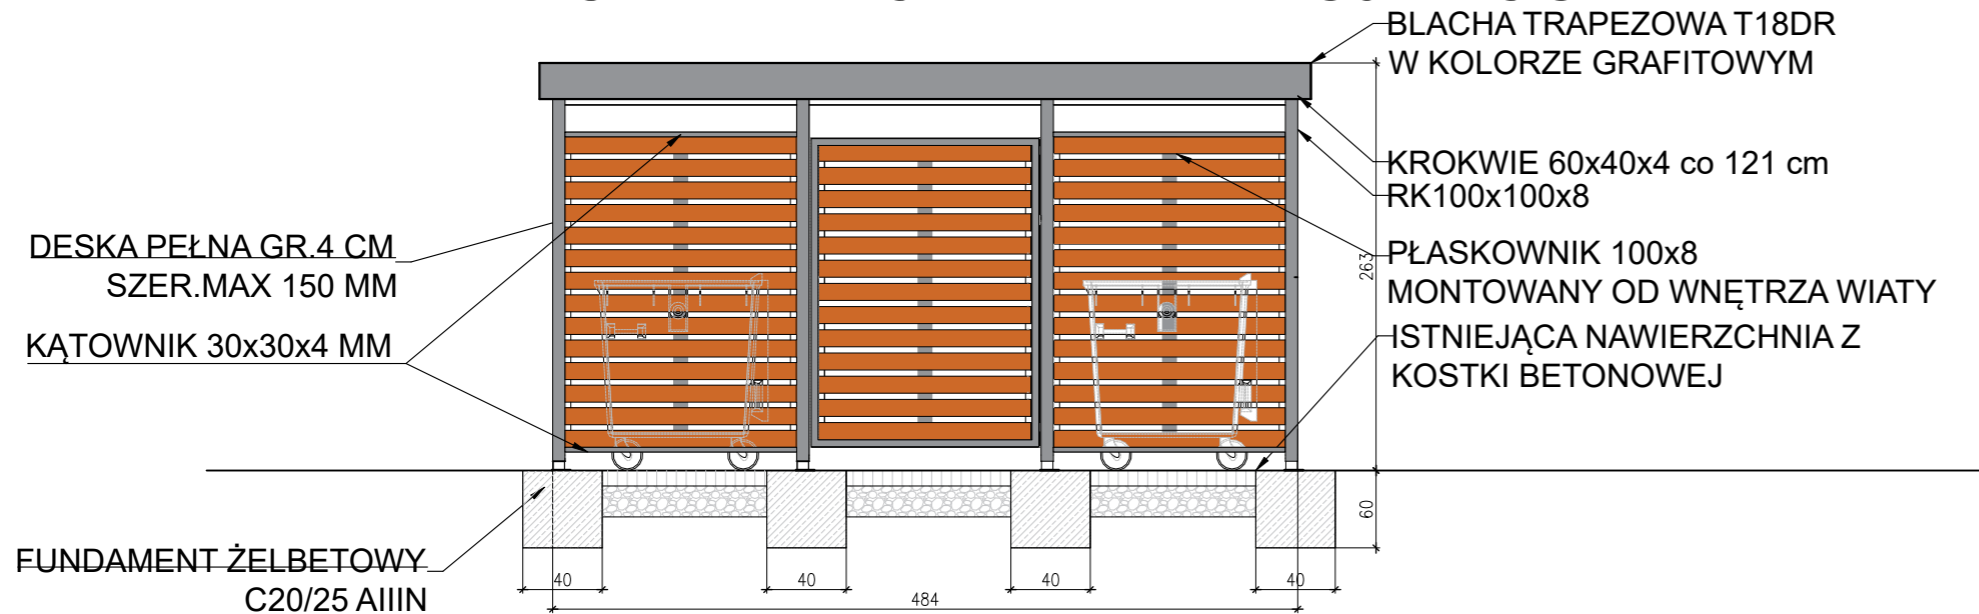 BLACHA TRAPEZOWA T18DR
W KOLORZE GRAFITOWYM
KROKWIE 60x40x4 co 121 cm
RK100x100x8
DESKA PEŁNA GR.4 CM
SZER.MAX 150 MM
263
PŁASKOWNIK 100x8
MONTOWANY OD WNĘTRZA WIATY
KĄTOWNIK 30x30x4 MM
ISTNIEJĄCA NAWIERZCHNIA Z
KOSTKI BETONOWEJ
60
FUNDAMENT ŻELBETOWY
C20/25 AIIIN
40
40
40
40
484